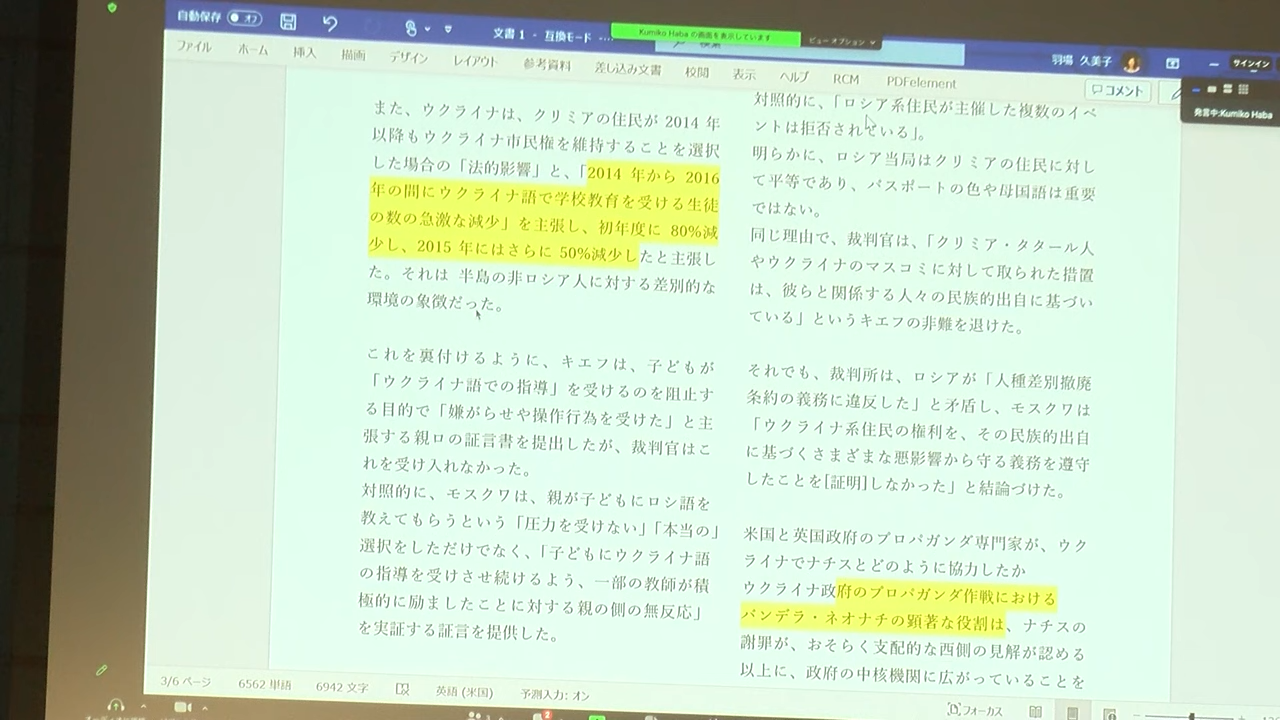 自動保存 オフ
文書 1 - 互換モード
Kumiko Haba の画面を表示しています
ビュー オプション
検索
羽場 久美子
サインイン
ファイル ホーム 挿入 描画 デザイン レイアウト 参考資料 差し込み文書 校閲 表示 ヘルプ RCM PDFelement
コメント
発言中:Kumiko Haba
また、ウクライナは、クリミアの住民が 2014 年
以降もウクライナ市民権を維持することを選択
した場合の「法的影響」と、「2014 年から 2016
年の間にウクライナ語で学校教育を受ける生徒
の数の急激な減少」を主張し、初年度に 80%減
少し、2015 年にはさらに 50%減少したと主張し
た。それは 半島の非ロシア人に対する差別的な
環境の象徴だった。
これを裏付けるように、キエフは、子どもが
「ウクライナ語での指導」を受けるのを阻止す
る目的で「嫌がらせや操作行為を受けた」と主
張する親ロの証言書を提出したが、裁判官はこ
れを受け入れなかった。
対照的に、モスクワは、親が子どもにロシ語を
教えてもらうという「圧力を受けない」「本当の」
選択をしただけでなく、「子どもにウクライナ語
の指導を受けさせ続けるよう、一部の教師が積
極的に励ましたことに対する親の側の無反応」
を実証する証言を提供した。
対照的に、「ロシア系住民が主催した複数のイベ
ントは拒否されている」。
明らかに、ロシア当局はクリミアの住民に対し
て平等であり、パスポートの色や母国語は重要
ではない。
同じ理由で、裁判官は、「クリミア・タタール人
やウクライナのマスコミに対して取られた措置
は、彼らと関係する人々の民族的出自に基づい
ている」というキエフの非難を退けた。
それでも、裁判所は、ロシアが「人種差別撤廃
条約の義務に違反した」と矛盾し、モスクワは
「ウクライナ系住民の権利を、その民族的出自
に基づくさまざまな悪影響から守る義務を遵守
したことを[証明]しなかった」と結論づけた。
米国と英国政府のプロパガンダ専門家が、ウク
ライナでナチスとどのように協力したか
ウクライナ政府のプロパガンダ作戦における
バンデラ・ネオナチの顕著な役割は、ナチスの
謝罪が、おそらく支配的な西側の見解が認める
以上に、政府の中核機関に広がっていることを
3/6 ページ 6562 単語 6942 文字 英語 (米国) 予測入力: オン
フォーカス